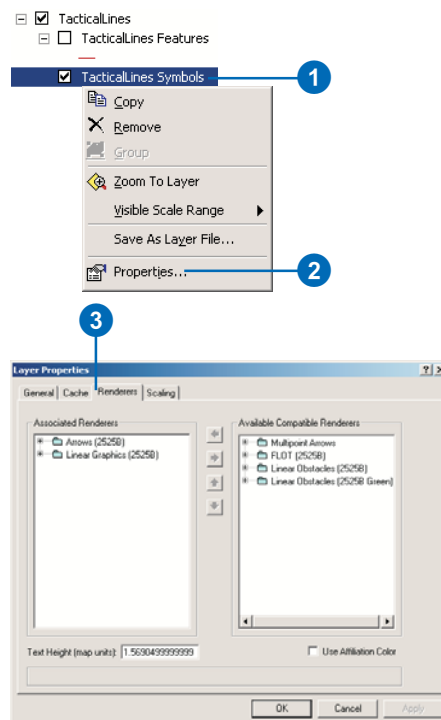 TacticalLines
TacticalLines Features
TacticalLines Symbols
1
Copy
Remove
Group
Zoom To Layer
Visible Scale Range
Save As Layer File...
Properties...
2
3
Layer Properties
General Cache Renderers Scaling
Associated Renderers
Arrows (2525B)
Linear Graphics (2525B)
Available Compatible Renderers
Multipoint Arrows
FLOT (2525B)
Linear Obstacles (2525B)
Linear Obstacles (2525B Green)
Text Height (map units): 1.5690499999999
Use Affiliation Color
OK Cancel Apply